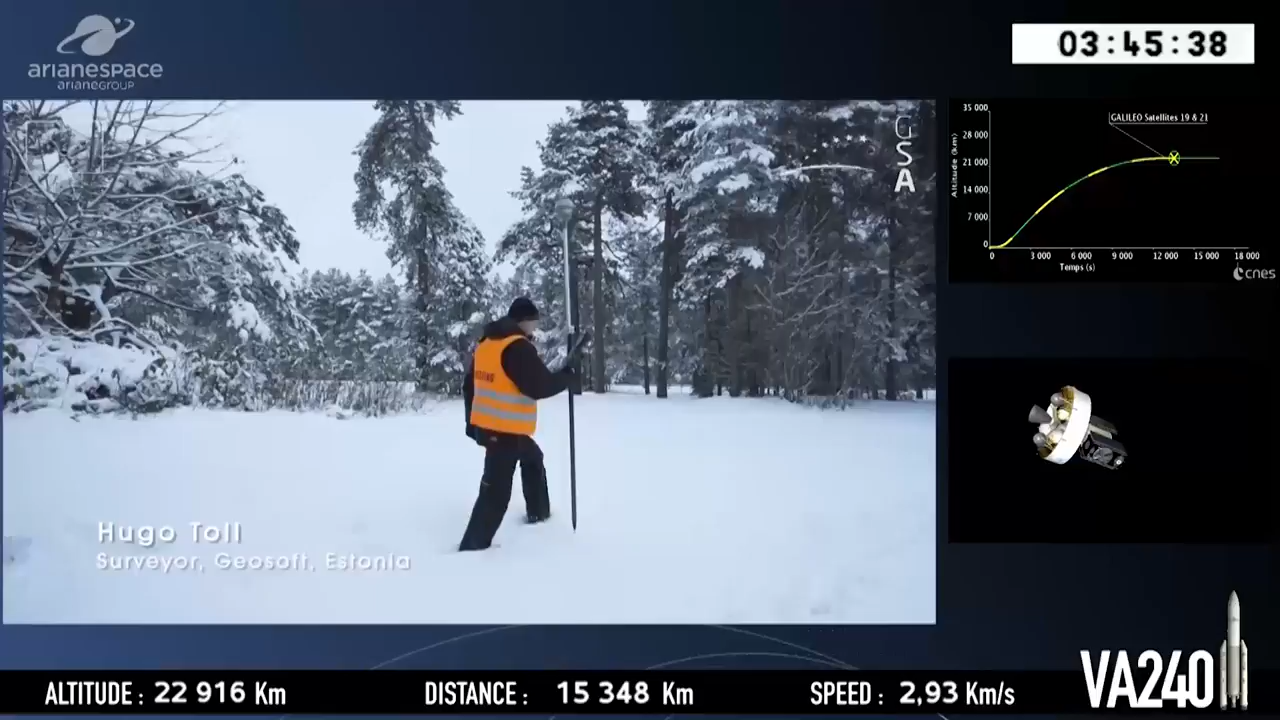 arianespace
arianeGROUP
03:45:38
GSA
35 000
28 000
21 000
14 000
7 000
0
Altitude (km)
GALILEO Satellites 19 & 21
0 3 000 6 000 9 000 12 000 15 000 18 000
Temps (s)
cnes
Hugo Toll
Surveyor, Geosoft, Estonia
VA240
ALTITUDE : 22 916 Km DISTANCE : 15 348 Km SPEED : 2,93 Km/s